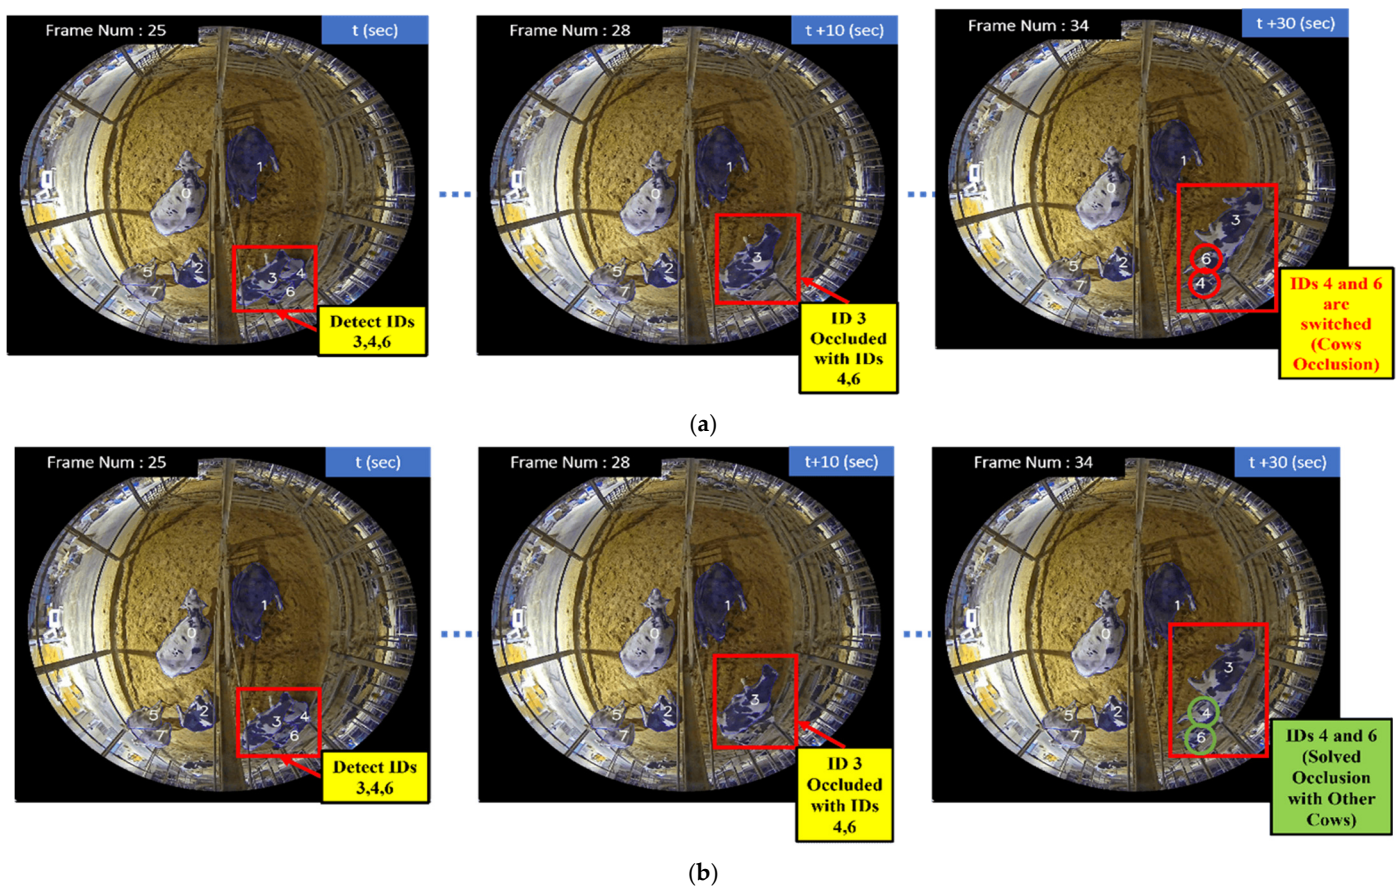 Frame Num : 25
t (sec)
Frame Num : 28
t +10 (sec)
Frame Num : 34
t +30 (sec)
0
1
2
3
4
5
6
7
Detect IDs
3,4,6
0
1
2
3
5
7
ID 3
Occluded
with IDs
4,6
0
1
2
3
5
6
4
7
IDs 4 and 6
are
switched
(Cows
Occlusion)
(a)
Frame Num : 25
t (sec)
Frame Num : 28
t+10 (sec)
Frame Num : 34
t +30 (sec)
0
1
2
3
4
5
6
7
Detect IDs
3,4,6
0
1
2
3
5
7
ID 3
Occluded
with IDs
4,6
0
1
2
3
5
4
6
7
IDs 4 and 6
(Solved
Occlusion
with Other
Cows)
(b)